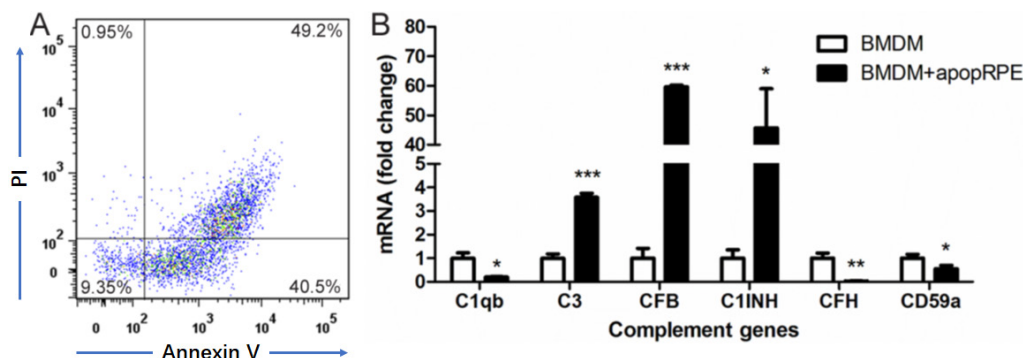 A
0.95%
49.2%
10^5
10^4
10^3
10^2
0
9.35%
40.5%
0
10^2
10^3
10^4
10^5
PI
Annexin V
B
BMDM
BMDM+apopRPE
mRNA (fold change)
80
70
60
50
40
5
4
3
2
1
0
*
***
***
*
**
*
C1qb
C3
CFB
C1INH
CFH
CD59a
Complement genes